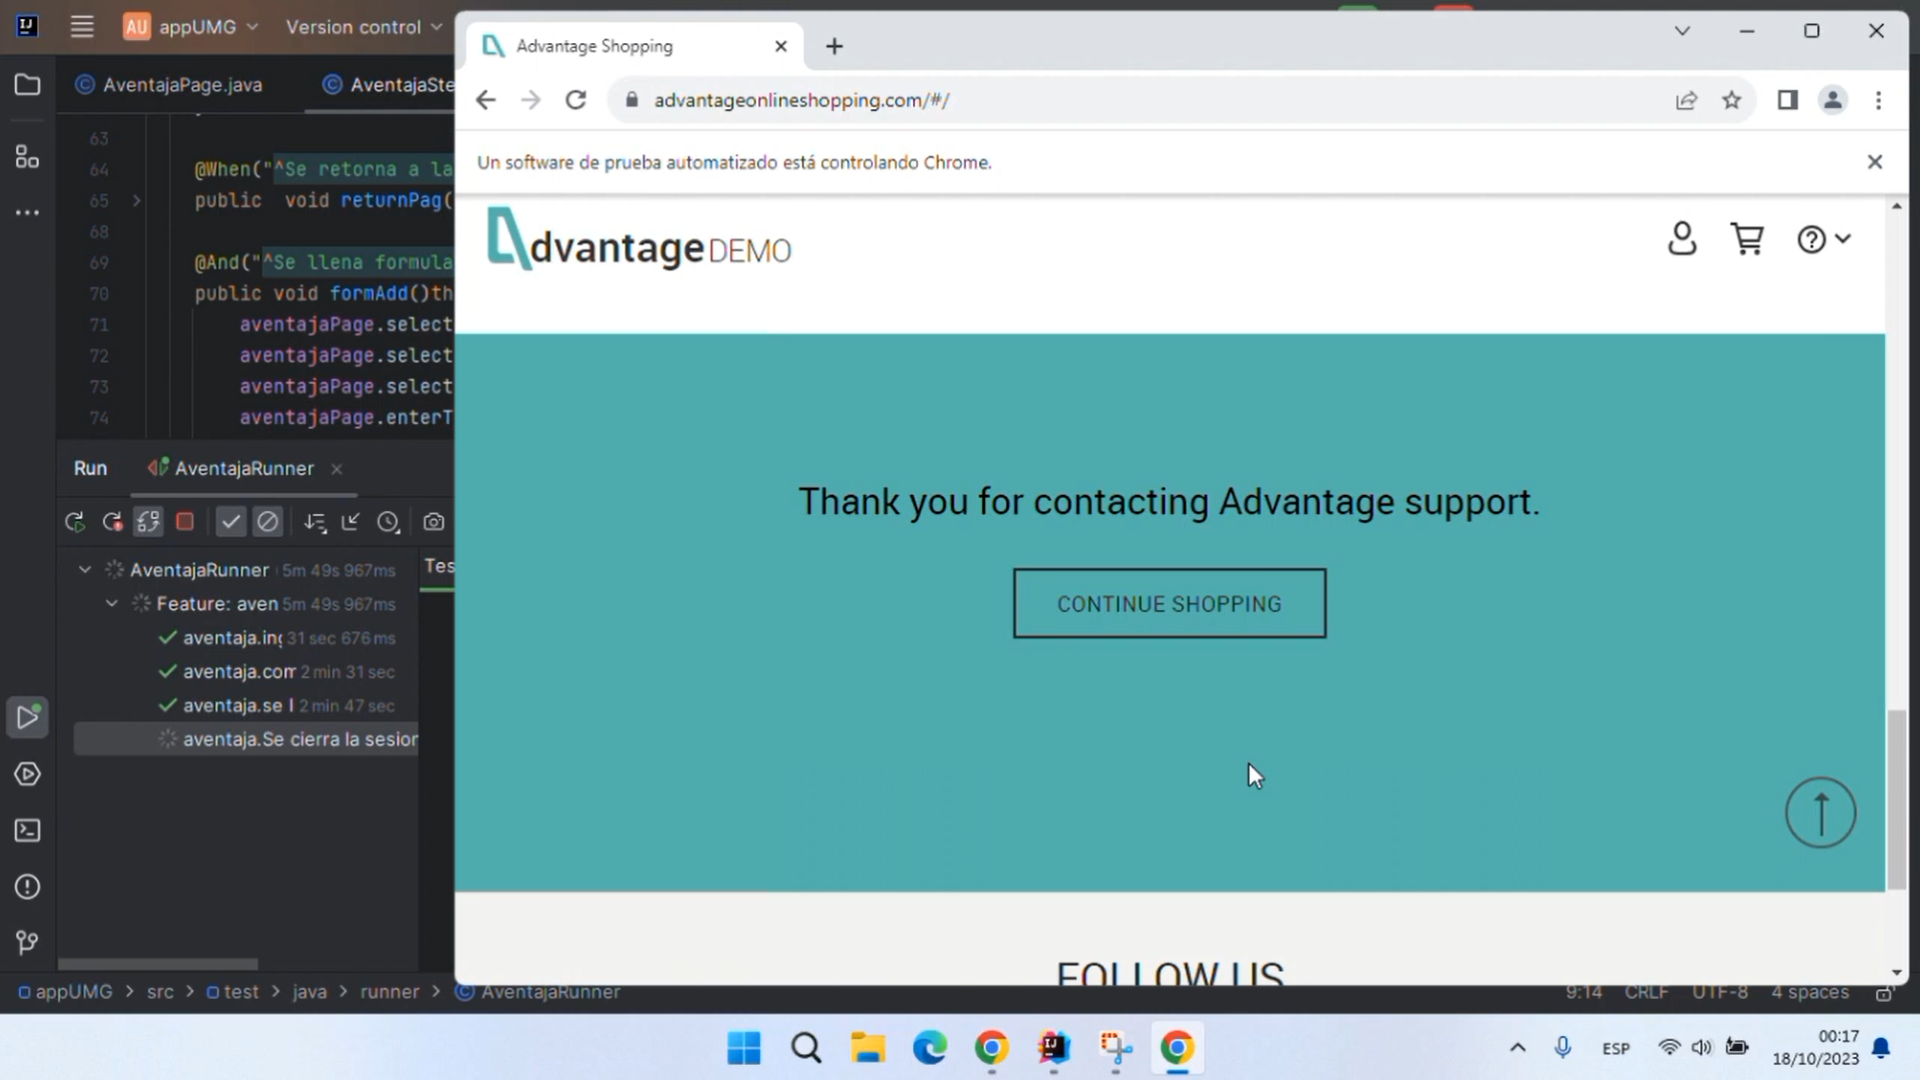 appUMG
Version control
AventajaPage.java
AventajaSte
63
64 @When("^Se retorna a la
65 public void returnPag(
68
69 @And("^Se llena formula
70 public void formAdd()th
71 aventajaPage.select
72 aventajaPage.select
73 aventajaPage.select
74 aventajaPage.enterT
Run
AventajaRunner
AventajaRunner 5m 49s 967ms
Feature: aven 5m 49s 967ms
aventaja.in 31 sec 676 ms
aventaja.com 2 min 31 sec
aventaja.se l 2 min 47 sec
aventaja.Se cierra la sesion
Tes
appUMG > src > test > java > runner > AventajaRunner
9:14 CRLF UTF-8 4 spaces
Advantage Shopping
advantageonlineshopping.com/#/
Un software de prueba automatizado está controlando Chrome.
dvantage DEMO
Thank you for contacting Advantage support.
CONTINUE SHOPPING
FOLLOW US
ESP
00:17
18/10/2023